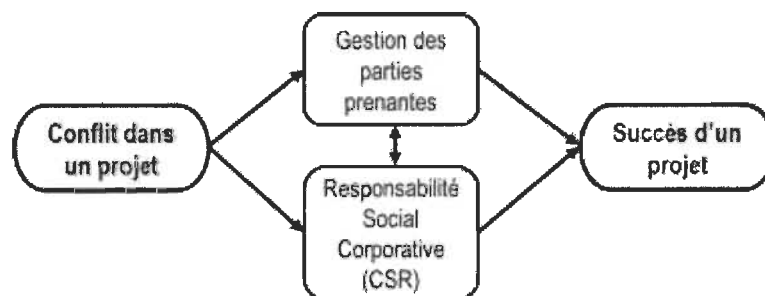 Gestion des
parties
prenantes
Conflit dans
un projet
Succès d'un
projet
Responsabilité
Social
Corporative
(CSR)